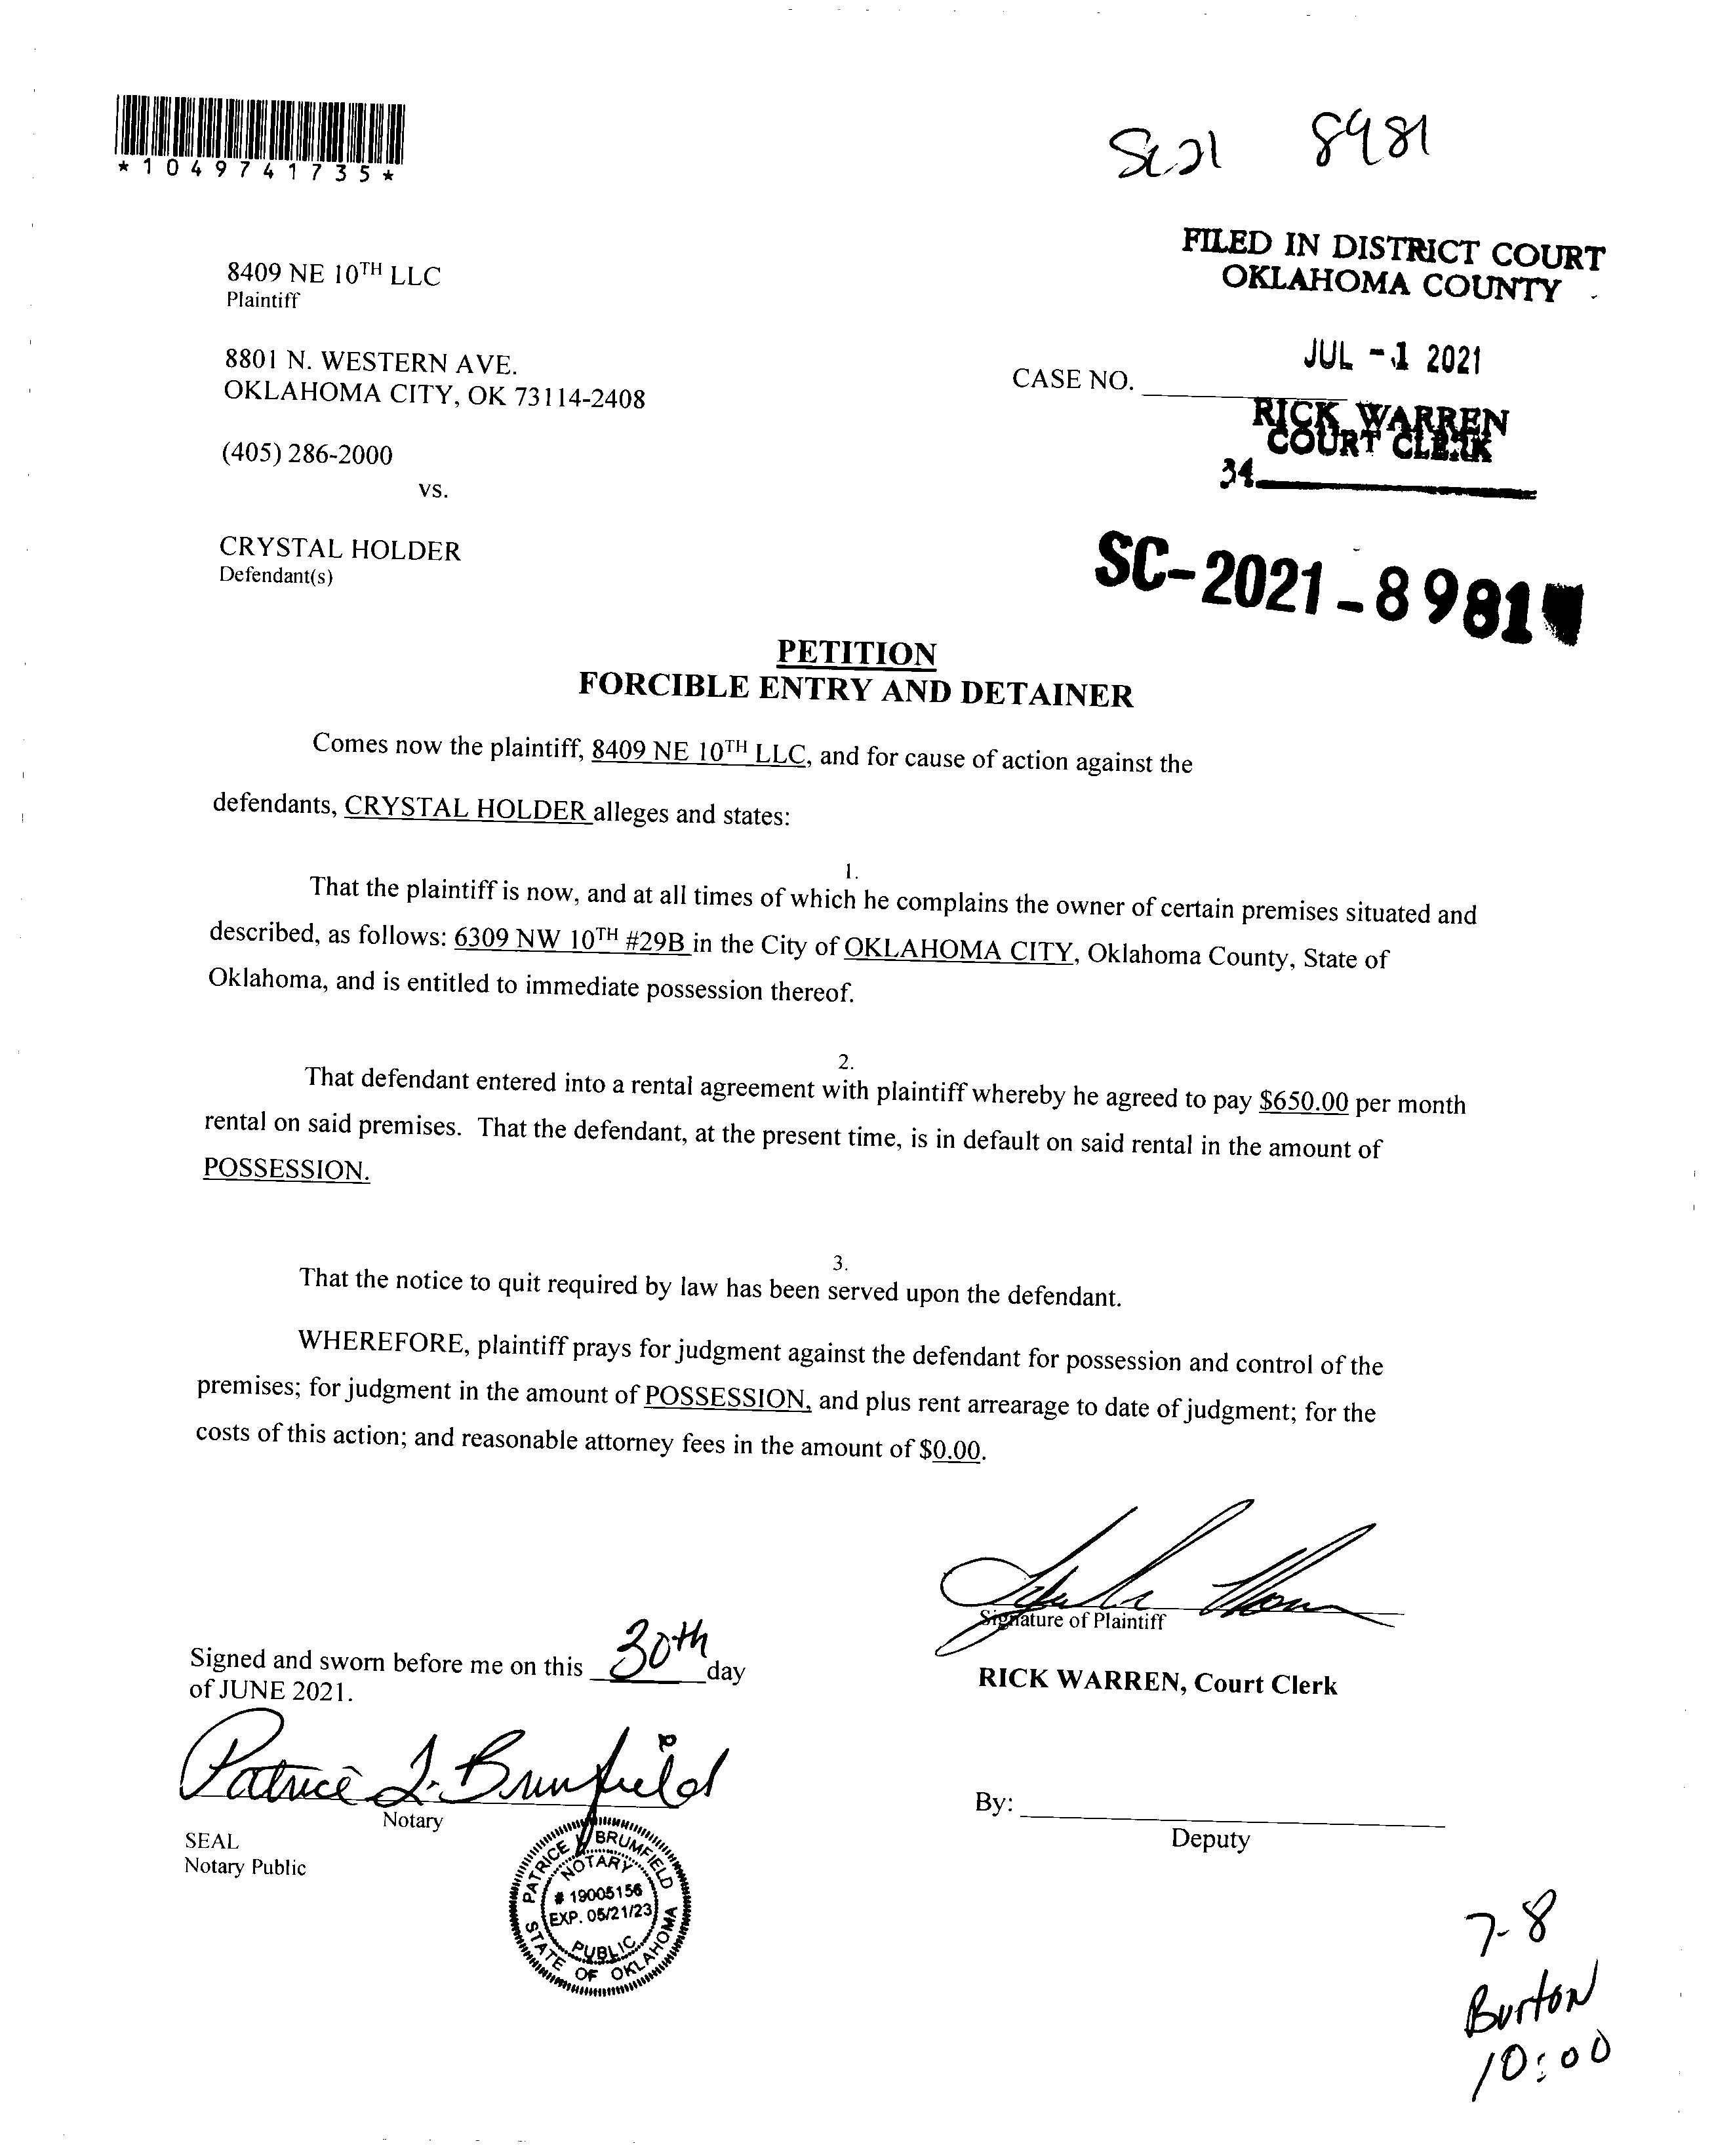 *1049741735*
SC21 8981
FILED IN DISTRICT COURT
OKLAHOMA COUNTY
8409 NE 10TH LLC
Plaintiff
JUL -1 2021
8801 N. WESTERN AVE.
OKLAHOMA CITY, OK 73114-2408
CASE NO.
RICK WARREN
COURT CLERK
34
(405) 286-2000
vs.
CRYSTAL HOLDER
Defendant(s)
SC-2021-8981
PETITION
FORCIBLE ENTRY AND DETAINER
Comes now the plaintiff, 8409 NE 10TH LLC, and for cause of action against the
defendants, CRYSTAL HOLDER alleges and states:
1.
That the plaintiff is now, and at all times of which he complains the owner of certain premises situated and
described, as follows: 6309 NW 10TH #29B in the City of OKLAHOMA CITY, Oklahoma County, State of
Oklahoma, and is entitled to immediate possession thereof.
2.
That defendant entered into a rental agreement with plaintiff whereby he agreed to pay $650.00 per month
rental on said premises. That the defendant, at the present time, is in default on said rental in the amount of
POSSESSION.
3.
That the notice to quit required by law has been served upon the defendant.
WHEREFORE, plaintiff prays for judgment against the defendant for possession and control of the
premises; for judgment in the amount of POSSESSION, and plus rent arrearage to date of judgment; for the
costs of this action; and reasonable attorney fees in the amount of $0.00.
Signature of Plaintiff
Signed and sworn before me on this 30th day
of JUNE 2021.
RICK WARREN, Court Clerk
Patrice L. Brumfield
Notary
By:
Deputy
SEAL
Notary Public
PATRICE BRUMFIELD
NOTARY
# 19005156
EXP. 05/21/23
PUBLIC
STATE OF OKLAHOMA
7-8
Burton
10:00